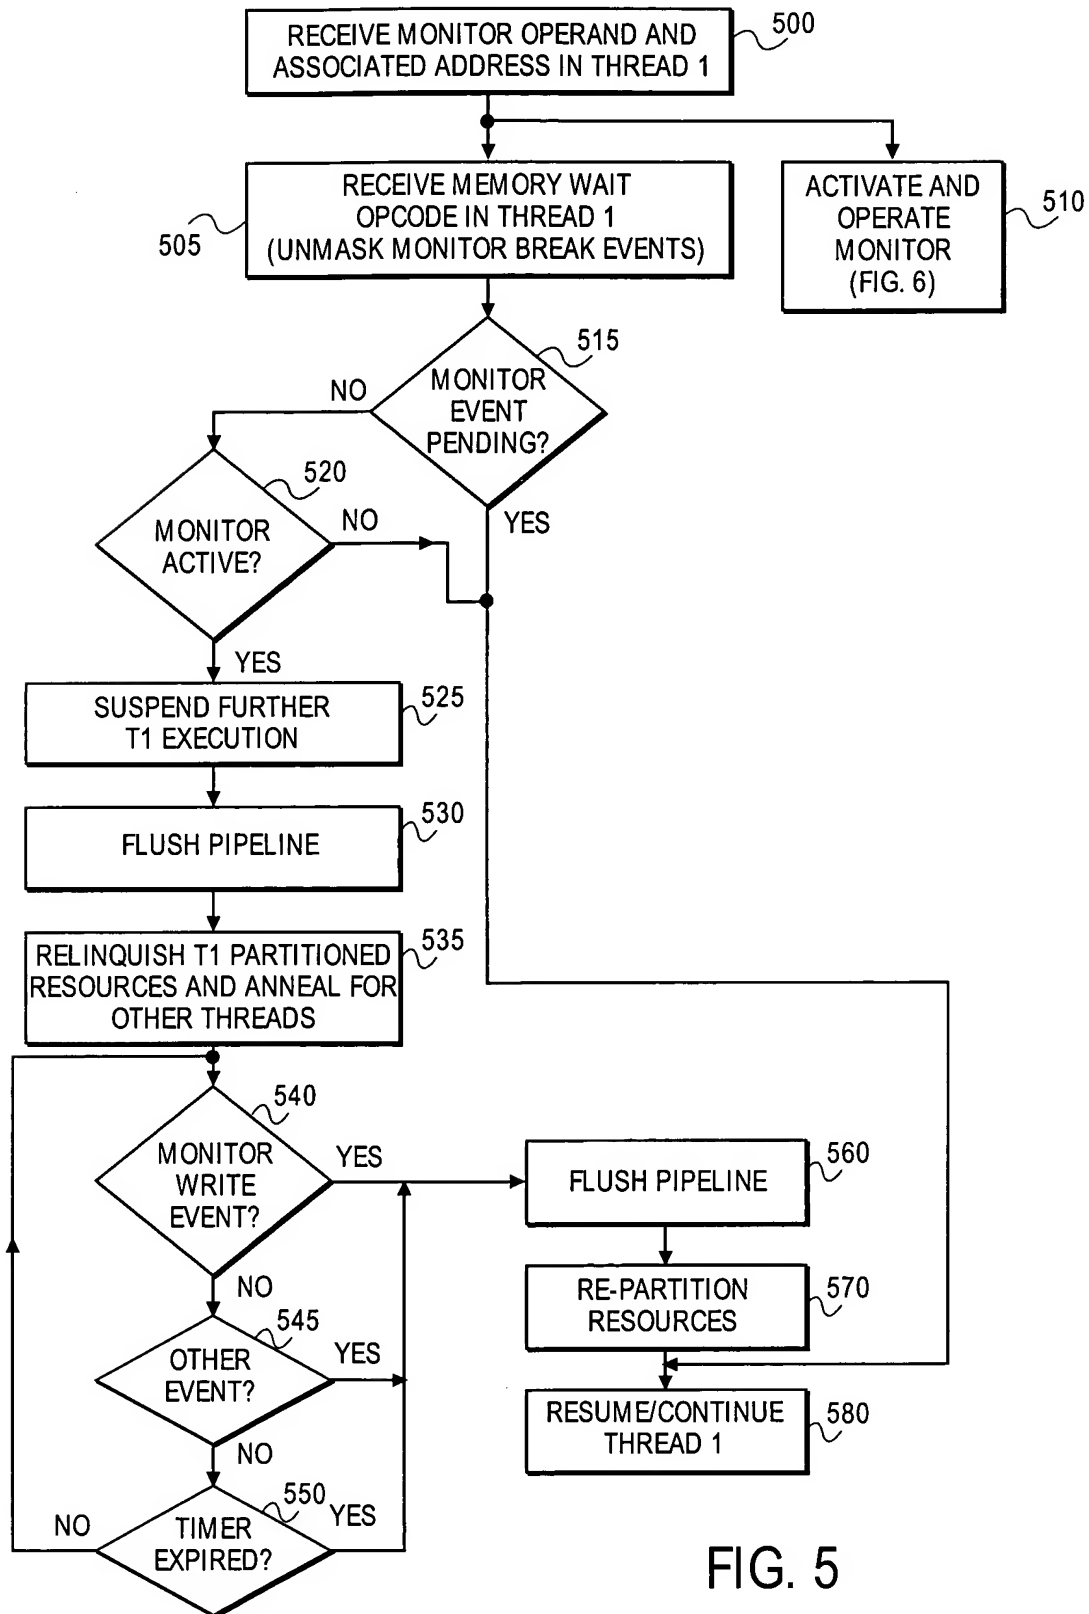 RECEIVE MONITOR OPERAND AND
ASSOCIATED ADDRESS IN THREAD 1
500
RECEIVE MEMORY WAIT
OPCODE IN THREAD 1
(UNMASK MONITOR BREAK EVENTS)
505
ACTIVATE AND
OPERATE
MONITOR
(FIG. 6)
510
MONITOR
EVENT
PENDING?
515
NO
YES
MONITOR
ACTIVE?
520
NO
YES
SUSPEND FURTHER
T1 EXECUTION
525
FLUSH PIPELINE
530
RELINQUISH T1 PARTITIONED
RESOURCES AND ANNEAL FOR
OTHER THREADS
535
MONITOR
WRITE
EVENT?
540
YES
NO
FLUSH PIPELINE
560
OTHER
EVENT?
545
YES
NO
RE-PARTITION
RESOURCES
570
RESUME/CONTINUE
THREAD 1
580
TIMER
EXPIRED?
550
YES
NO
FIG. 5